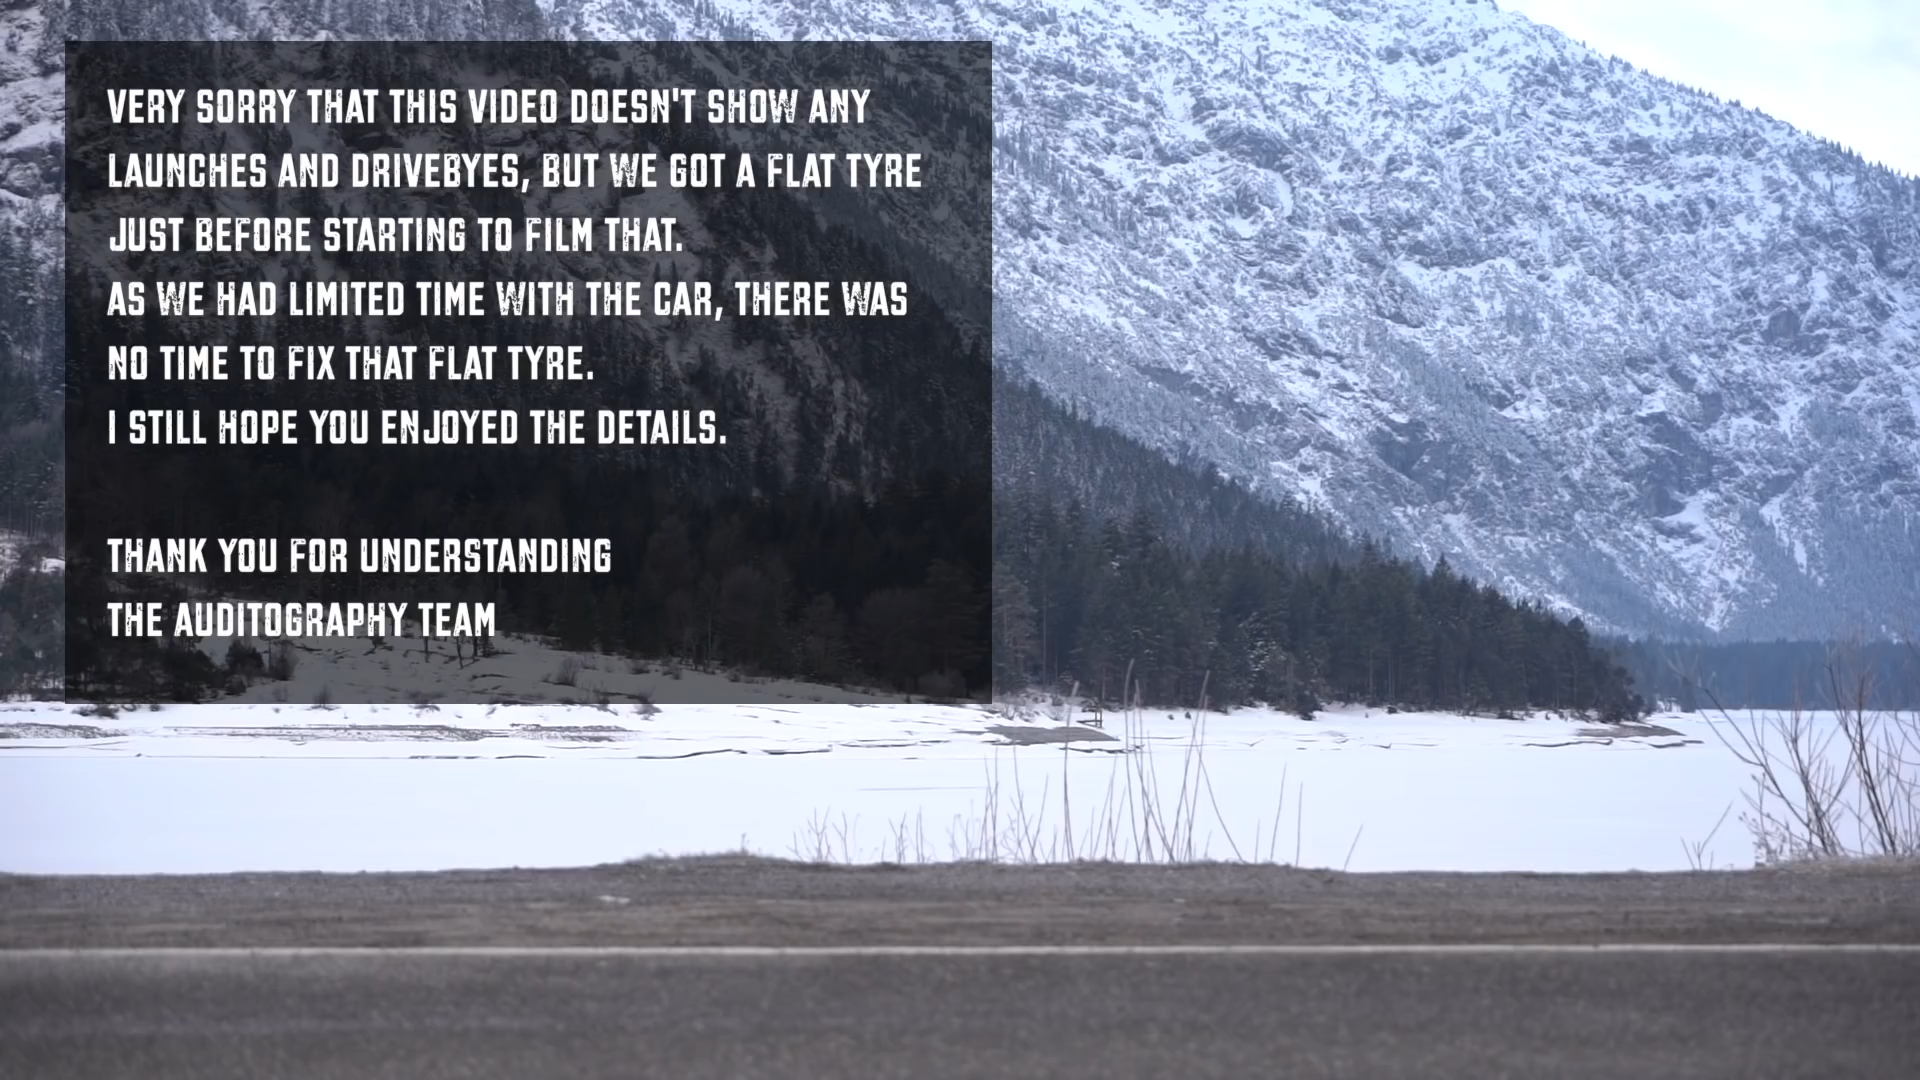 VERY SORRY THAT THIS VIDEO DOESN'T SHOW ANY
LAUNCHES AND DRIVEBYES, BUT WE GOT A FLAT TYRE
JUST BEFORE STARTING TO FILM THAT.
AS WE HAD LIMITED TIME WITH THE CAR, THERE WAS
NO TIME TO FIX THAT FLAT TYRE.
I STILL HOPE YOU ENJOYED THE DETAILS.
THANK YOU FOR UNDERSTANDING
THE AUDITOGRAPHY TEAM